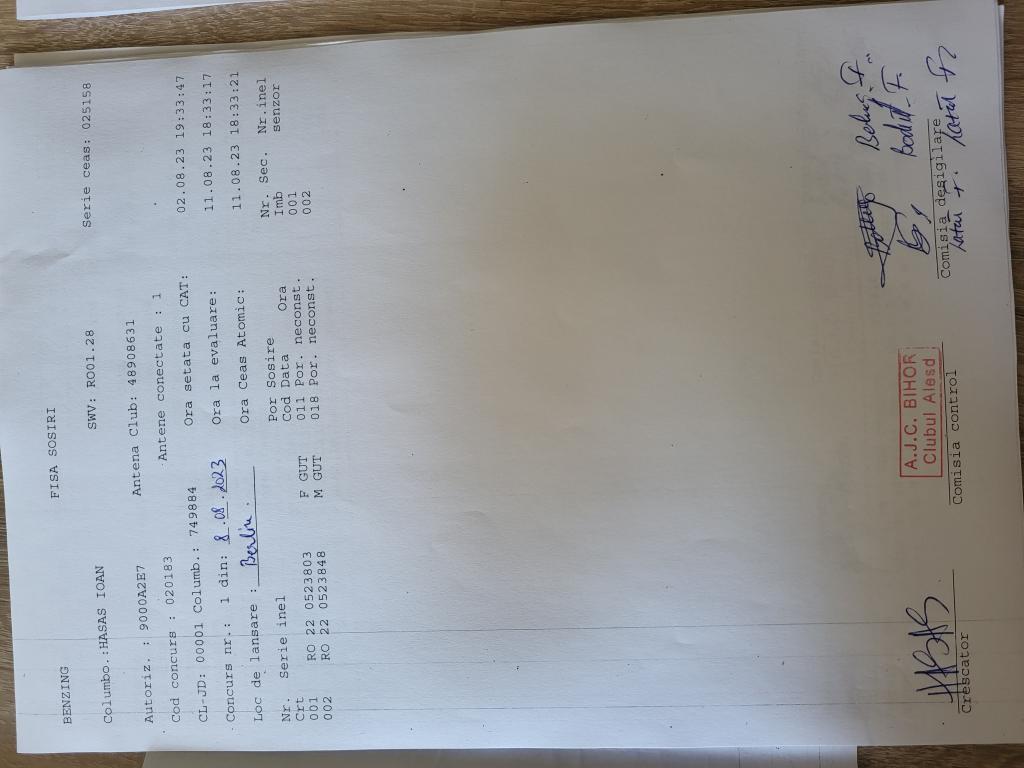 BENZING FISA SOSIRI
Columbo.:HASAS IOAN SWV: RO01.28 Serie ceas: 025158
Autoriz. : 9000A2E7 Antena Club: 48908631
Cod concurs : 020183 Antene conectate : 1
CL-JD: 00001 Columb.: 749884 Ora setata cu CAT: 02.08.23 19:33:47
Concurs nr.: 1 din: 8.08.2023 Ora la evaluare: 11.08.23 18:33:17
Loc de lansare : Berlin. Ora Ceas Atomic: 11.08.23 18:33:21
Nr. Serie inel Por Sosire Nr. Sec. Nr.inel
Crt Cod Data Ora Imb senzor
001 RO 22 0523803 F GUT 011 Por. neconst. 001
002 RO 22 0523848 M GUT 018 Por. neconst. 002
A.J.C. BIHOR
Clubul Alesd
Crescator Comisia control Comisia desigilare